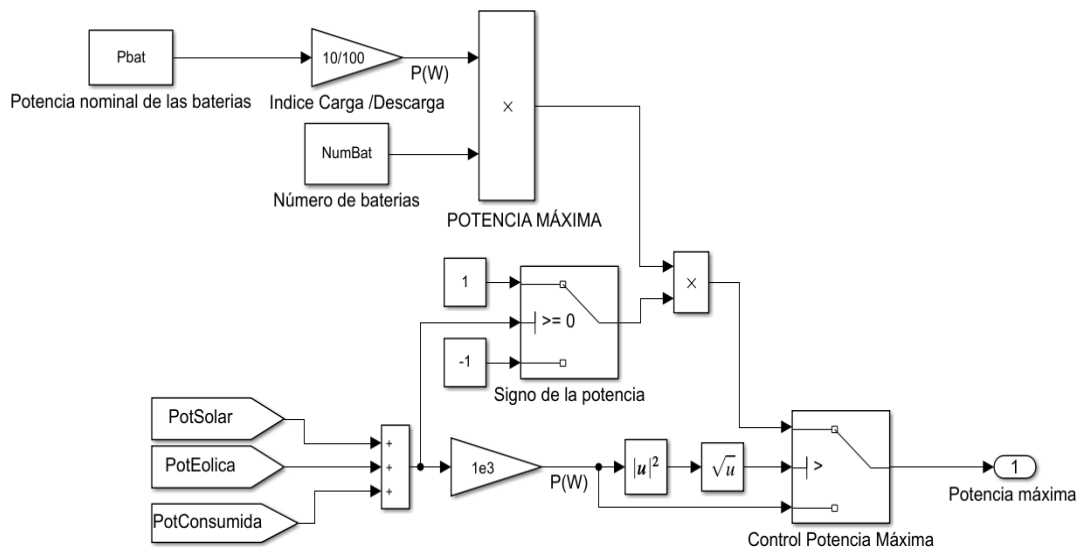 Pbat
Potencia nominal de las baterias
10/100
Indice Carga /Descarga
P(W)
NumBat
Número de baterias
×
POTENCIA MÁXIMA
1
>= 0
-1
Signo de la potencia
×
PotSolar
PotEolica
PotConsumida
+
+
+
1e3
P(W)
|u|²
√u
>
Control Potencia Máxima
1
Potencia máxima